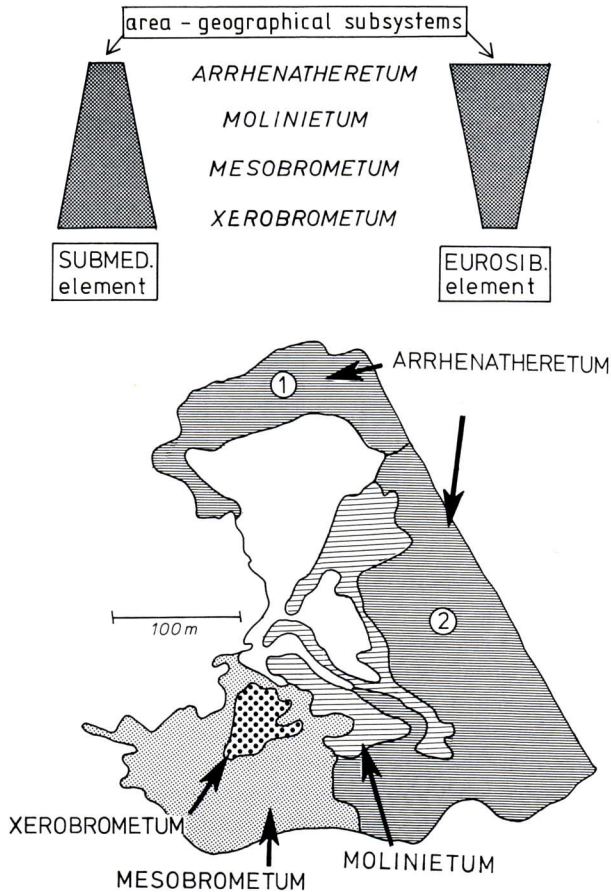 area - geographical subsystems
ARRHENATHERETUM
MOLINIETUM
MESOBROMETUM
XEROBROMETUM
SUBMED.
element
EUROSIB.
element
ARRHENATHERETUM
1
2
100 m
XEROBROMETUM
MOLINIETUM
MESOBROMETUM